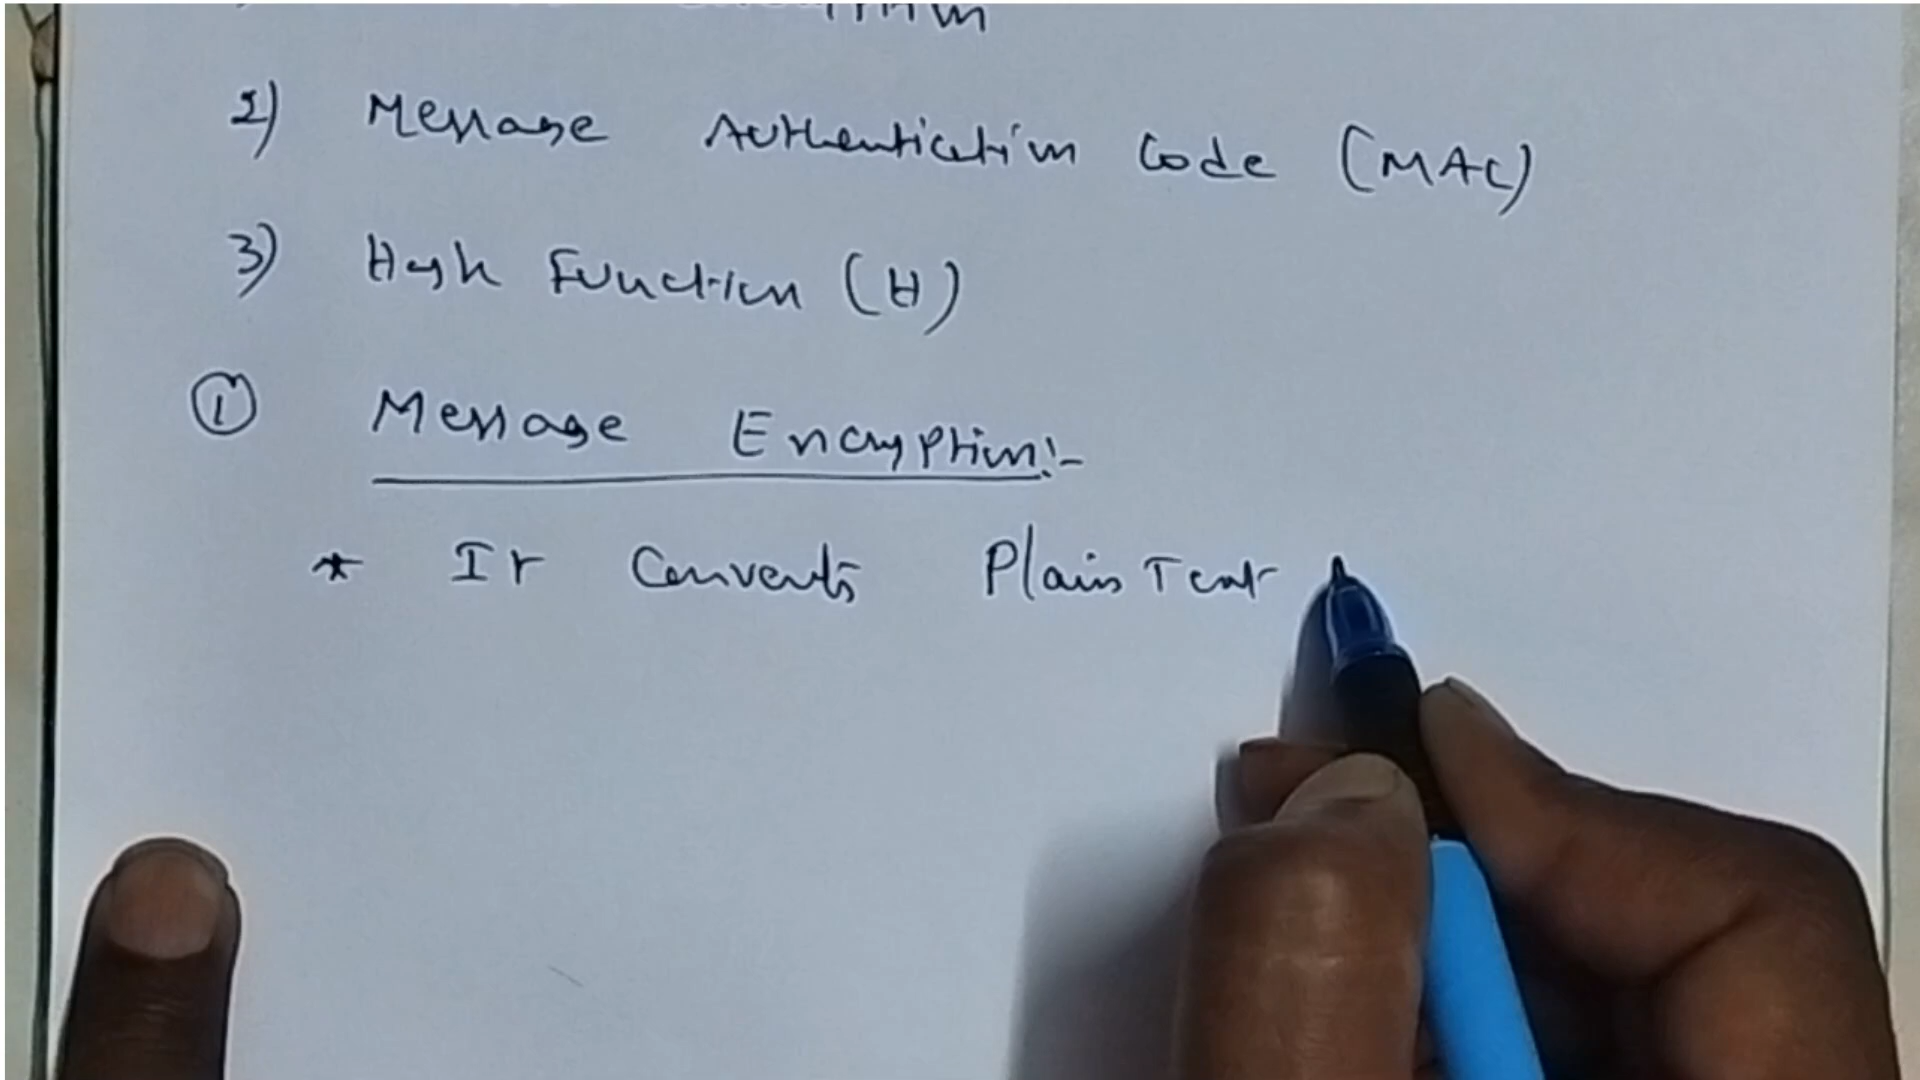 2) Message Authentication Code (MAC)
3) Hash Function (H)
① Message Encryption:-
* It Converts Plain Text